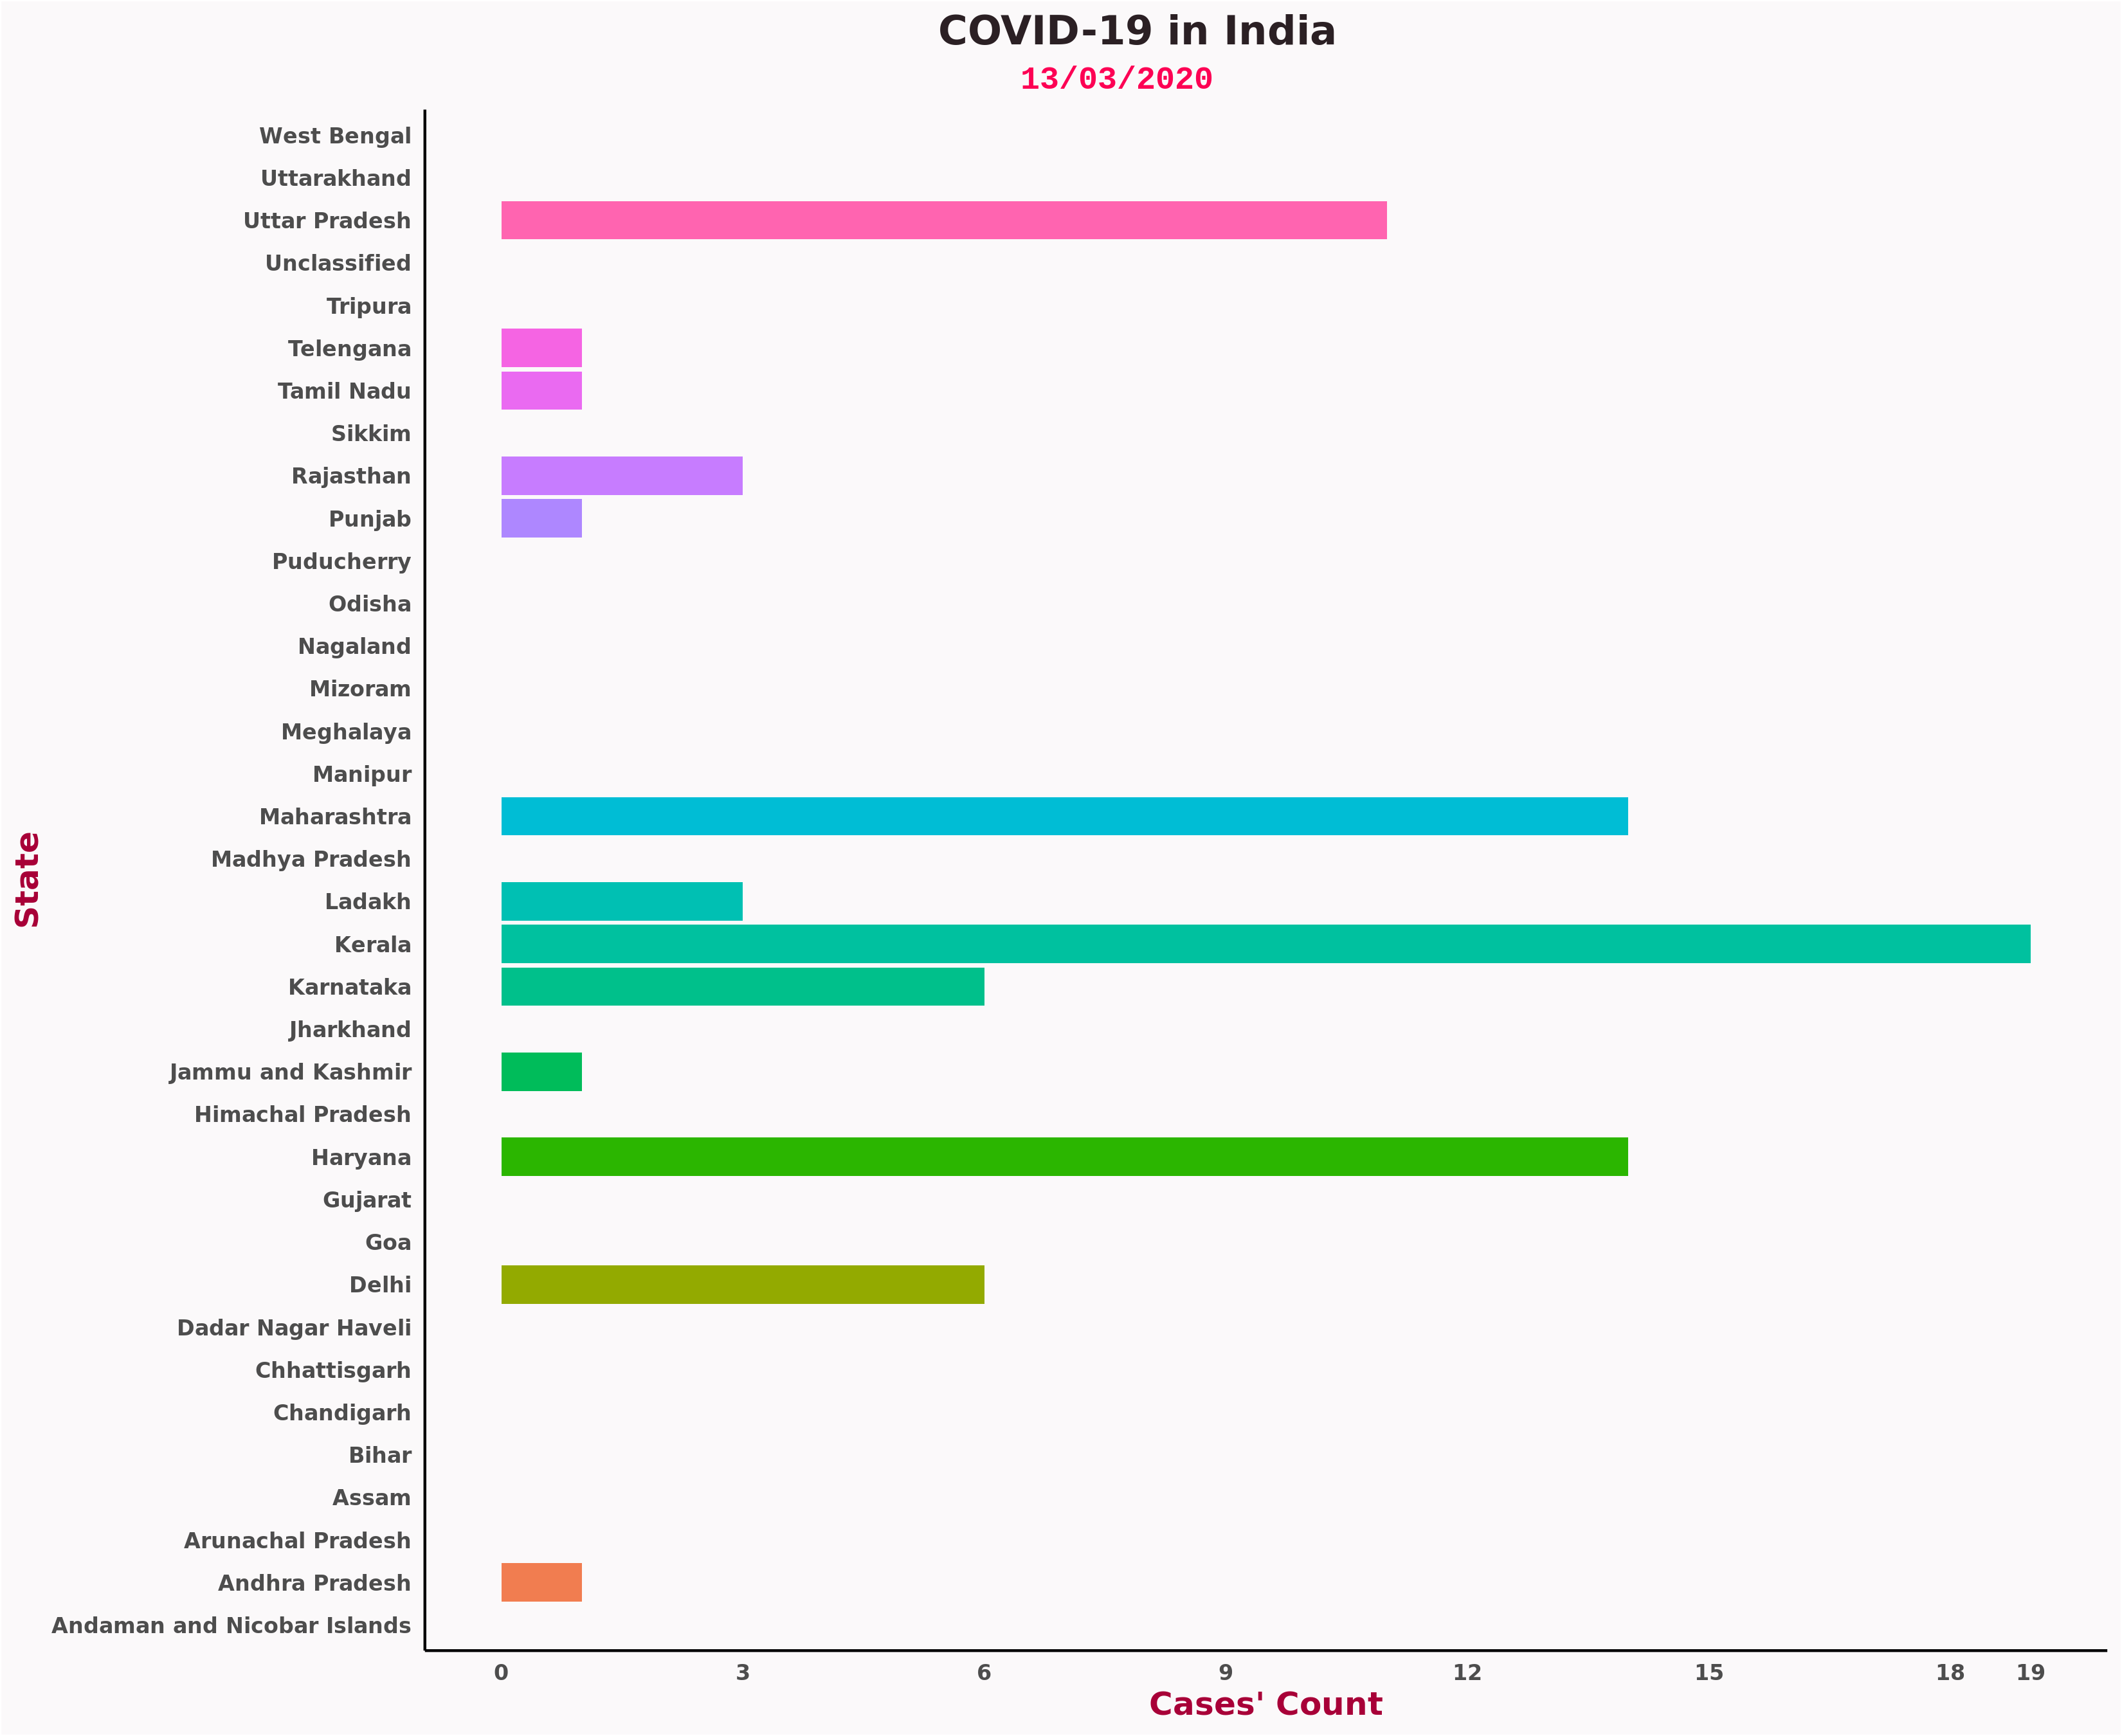 COVID-19 in India
13/03/2020
West Bengal
Uttarakhand
Uttar Pradesh
Unclassified
Tripura
Telengana
Tamil Nadu
Sikkim
Rajasthan
Punjab
Puducherry
Odisha
Nagaland
Mizoram
Meghalaya
Manipur
Maharashtra
Madhya Pradesh
Ladakh
Kerala
Karnataka
Jharkhand
Jammu and Kashmir
Himachal Pradesh
Haryana
Gujarat
Goa
Delhi
Dadar Nagar Haveli
Chhattisgarh
Chandigarh
Bihar
Assam
Arunachal Pradesh
Andhra Pradesh
Andaman and Nicobar Islands
State
0 3 6 9 12 15 18 19
Cases' Count